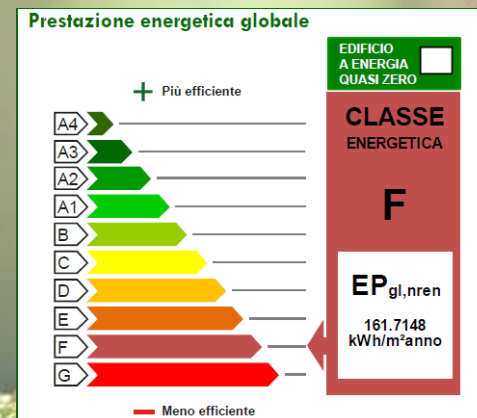 Prestazione energetica globale
EDIFICIO
A ENERGIA
QUASI ZERO
+ Più efficiente
CLASSE
ENERGETICA
F
A4
A3
A2
A1
B
C
D
E
F
G
EPgl,nren
161.7148
kWh/m²anno
— Meno efficiente